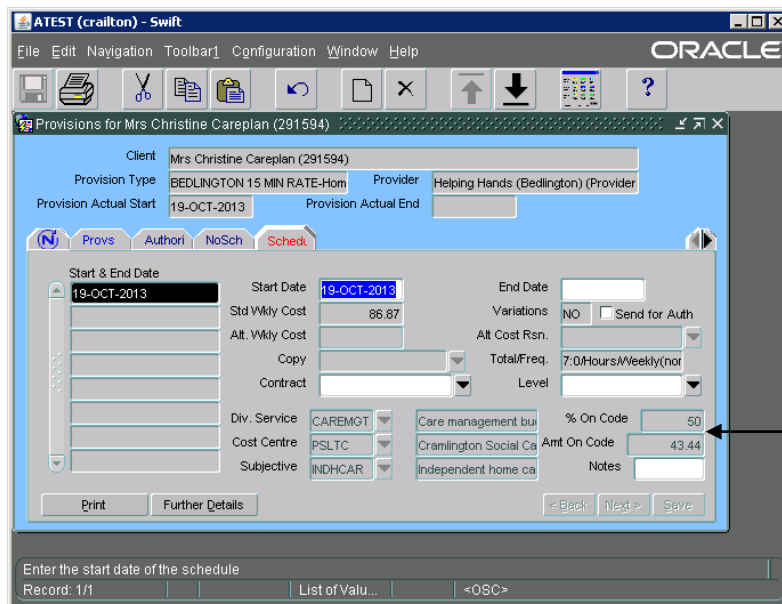 ATEST (crailton) - Swift
File Edit Navigation Toolbar1 Configuration Window Help
ORACLE
Provisions for Mrs Christine Careplan (291594)
Client Mrs Christine Careplan (291594)
Provision Type BEDLINGTON 15 MIN RATE-Hom Provider Helping Hands (Bedlington) (Provider
Provision Actual Start 19-OCT-2013 Provision Actual End
N Provs Authori NoSch Schedu
Start & End Date
19-OCT-2013
Start Date 19-OCT-2013 End Date
Std Wkly Cost 86.87 Variations NO Send for Auth
Alt. Wkly Cost Alt Cost Rsn.
Copy Total/Freq. 7:0/Hours/Weekly(nor
Contract Level
Div. Service CAREMGT Care management bu % On Code 50
Cost Centre PSLTC Cramlington Social Ca Amt On Code 43.44
Subjective INDHCAR Independent home ca Notes
Print Further Details < Back Next > Save
Enter the start date of the schedule
Record: 1/1 List of Valu... <OSC>